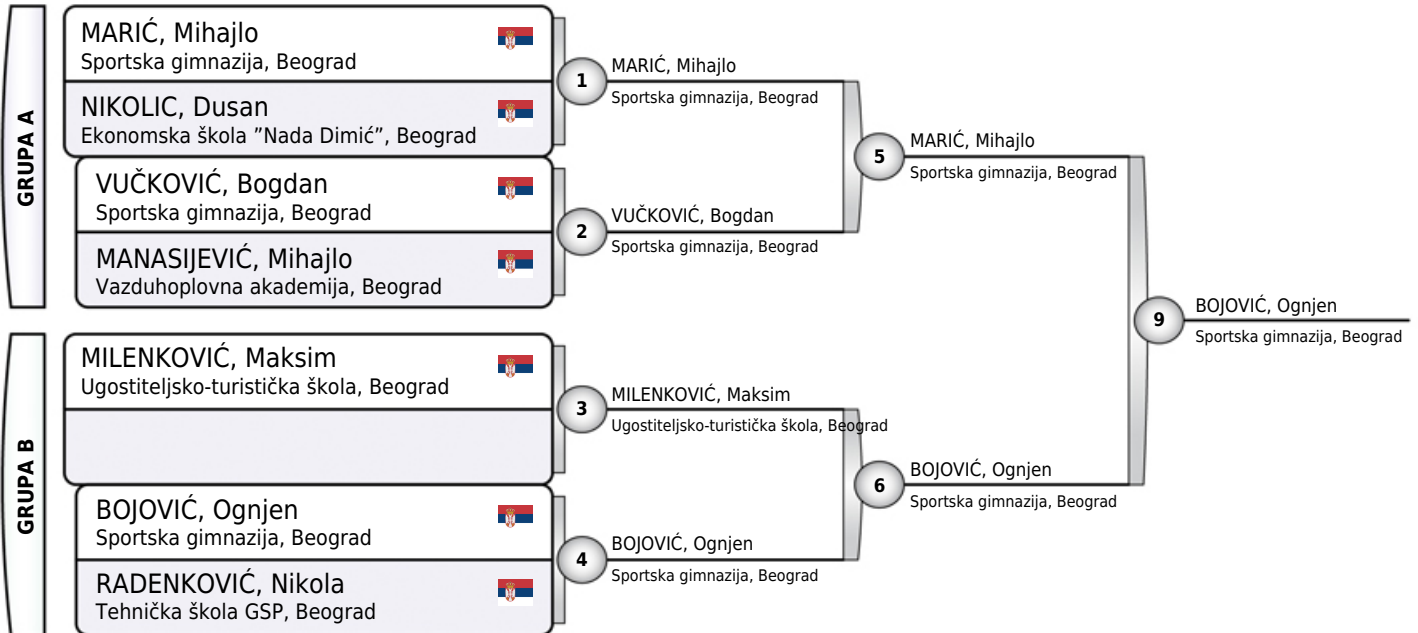 GRUPA A
MARIĆ, Mihajlo
Sportska gimnazija, Beograd
NIKOLIC, Dusan
Ekonomska škola ”Nada Dimić”, Beograd
VUČKOVIĆ, Bogdan
Sportska gimnazija, Beograd
MANASIJEVIĆ, Mihajlo
Vazduhoplovna akademija, Beograd
GRUPA B
MILENKOVIĆ, Maksim
Ugostiteljsko-turistička škola, Beograd
BOJOVIĆ, Ognjen
Sportska gimnazija, Beograd
RADENKOVIĆ, Nikola
Tehnička škola GSP, Beograd
1
MARIĆ, Mihajlo
Sportska gimnazija, Beograd
2
VUČKOVIĆ, Bogdan
Sportska gimnazija, Beograd
3
MILENKOVIĆ, Maksim
Ugostiteljsko-turistička škola, Beograd
4
BOJOVIĆ, Ognjen
Sportska gimnazija, Beograd
5
MARIĆ, Mihajlo
Sportska gimnazija, Beograd
6
BOJOVIĆ, Ognjen
Sportska gimnazija, Beograd
9
BOJOVIĆ, Ognjen
Sportska gimnazija, Beograd